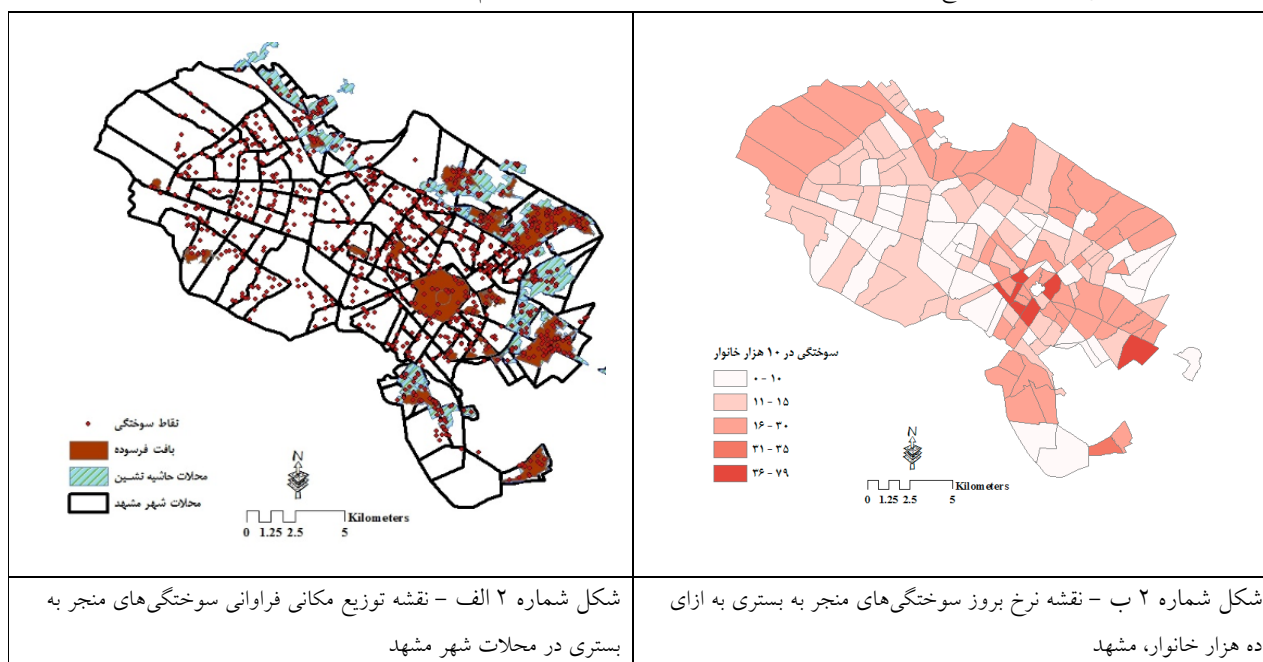 نقاط سوختگی
بافت فرسوده
محلات حاشیه نشین
محلات شهر مشهد
N
Kilometers
0 1.25 2.5 5
سوختگی در ۱۰ هزار خانوار
۰ - ۱۰
۱۱ - ۱۵
۱۶ - ۳۰
۳۱ - ۳۵
۳۶ - ۷۹
N
Kilometers
0 1.25 2.5 5
شکل شماره ۲ الف – نقشه توزیع مکانی فراوانی سوختگی‌های منجر به
بستری در محلات شهر مشهد
شکل شماره ۲ ب – نقشه نرخ بروز سوختگی‌های منجر به بستری به ازای
ده هزار خانوار، مشهد